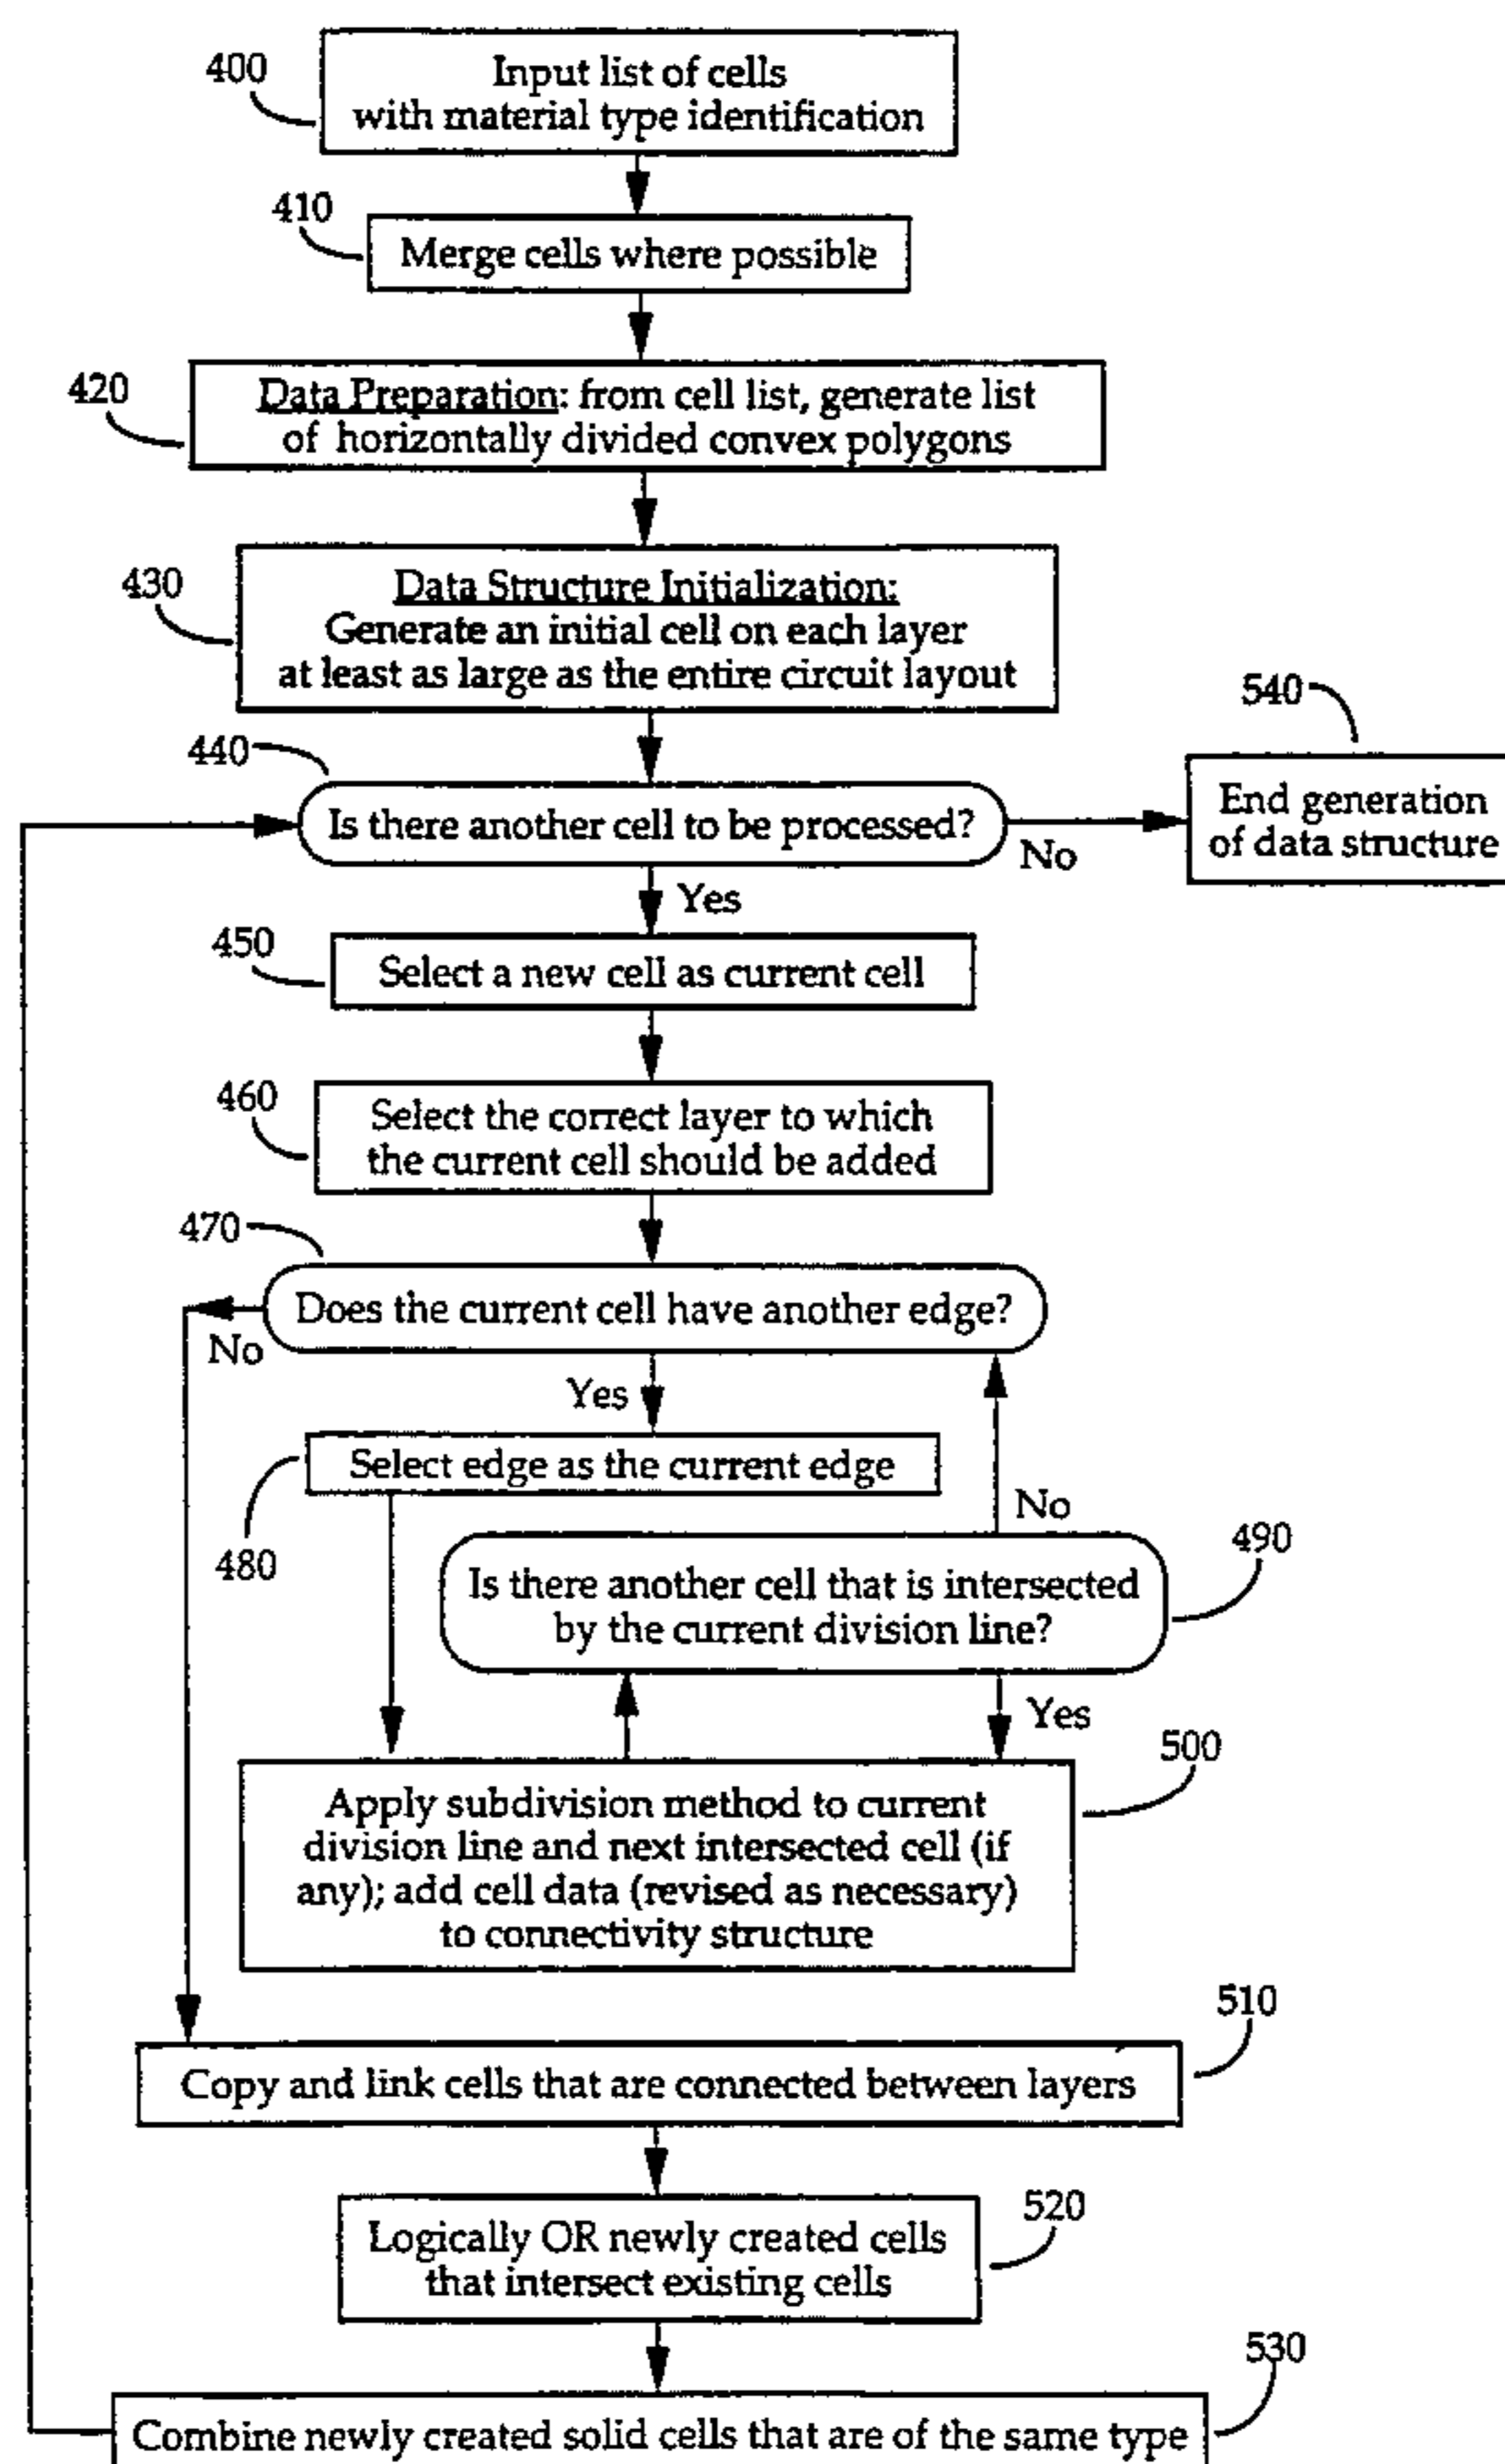 400
Input list of cells
with material type identification
410
Merge cells where possible
420
Data Preparation: from cell list, generate list
of horizontally divided convex polygons
430
Data Structure Initialization:
Generate an initial cell on each layer
at least as large as the entire circuit layout
540
440
End generation
of data structure
Is there another cell to be processed?
No
Yes
450
Select a new cell as current cell
460
Select the correct layer to which
the current cell should be added
470
Does the current cell have another edge?
No
Yes
Select edge as the current edge
480
No
490
Is there another cell that is intersected
by the current division line?
Yes
500
Apply subdivision method to current
division line and next intersected cell (if
any); add cell data (revised as necessary)
to connectivity structure
510
Copy and link cells that are connected between layers
520
Logically OR newly created cells
that intersect existing cells
530
Combine newly created solid cells that are of the same type